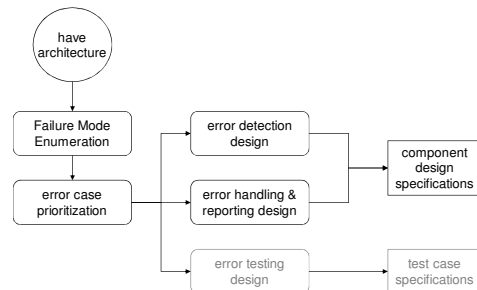 have
architecture
Failure Mode
Enumeration
error case
prioritization
error detection
design
error handling &
reporting design
error testing
design
component
design
specifications
test case
specifications